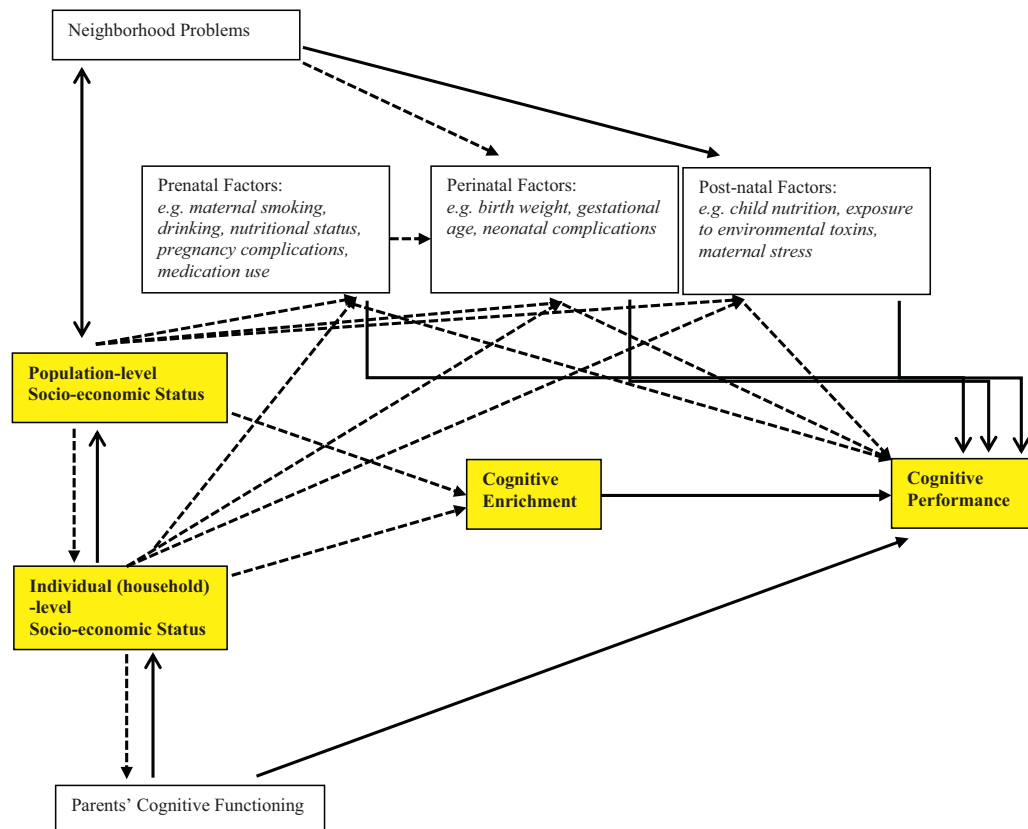 Neighborhood Problems
Prenatal Factors:
e.g. maternal smoking,
drinking, nutritional status,
pregnancy complications,
medication use
Perinatal Factors:
e.g. birth weight, gestational
age, neonatal complications
Post-natal Factors:
e.g. child nutrition, exposure
to environmental toxins,
maternal stress
Population-level
Socio-economic Status
Cognitive
Enrichment
Cognitive
Performance
Individual (household)
-level
Socio-economic Status
Parents’ Cognitive Functioning